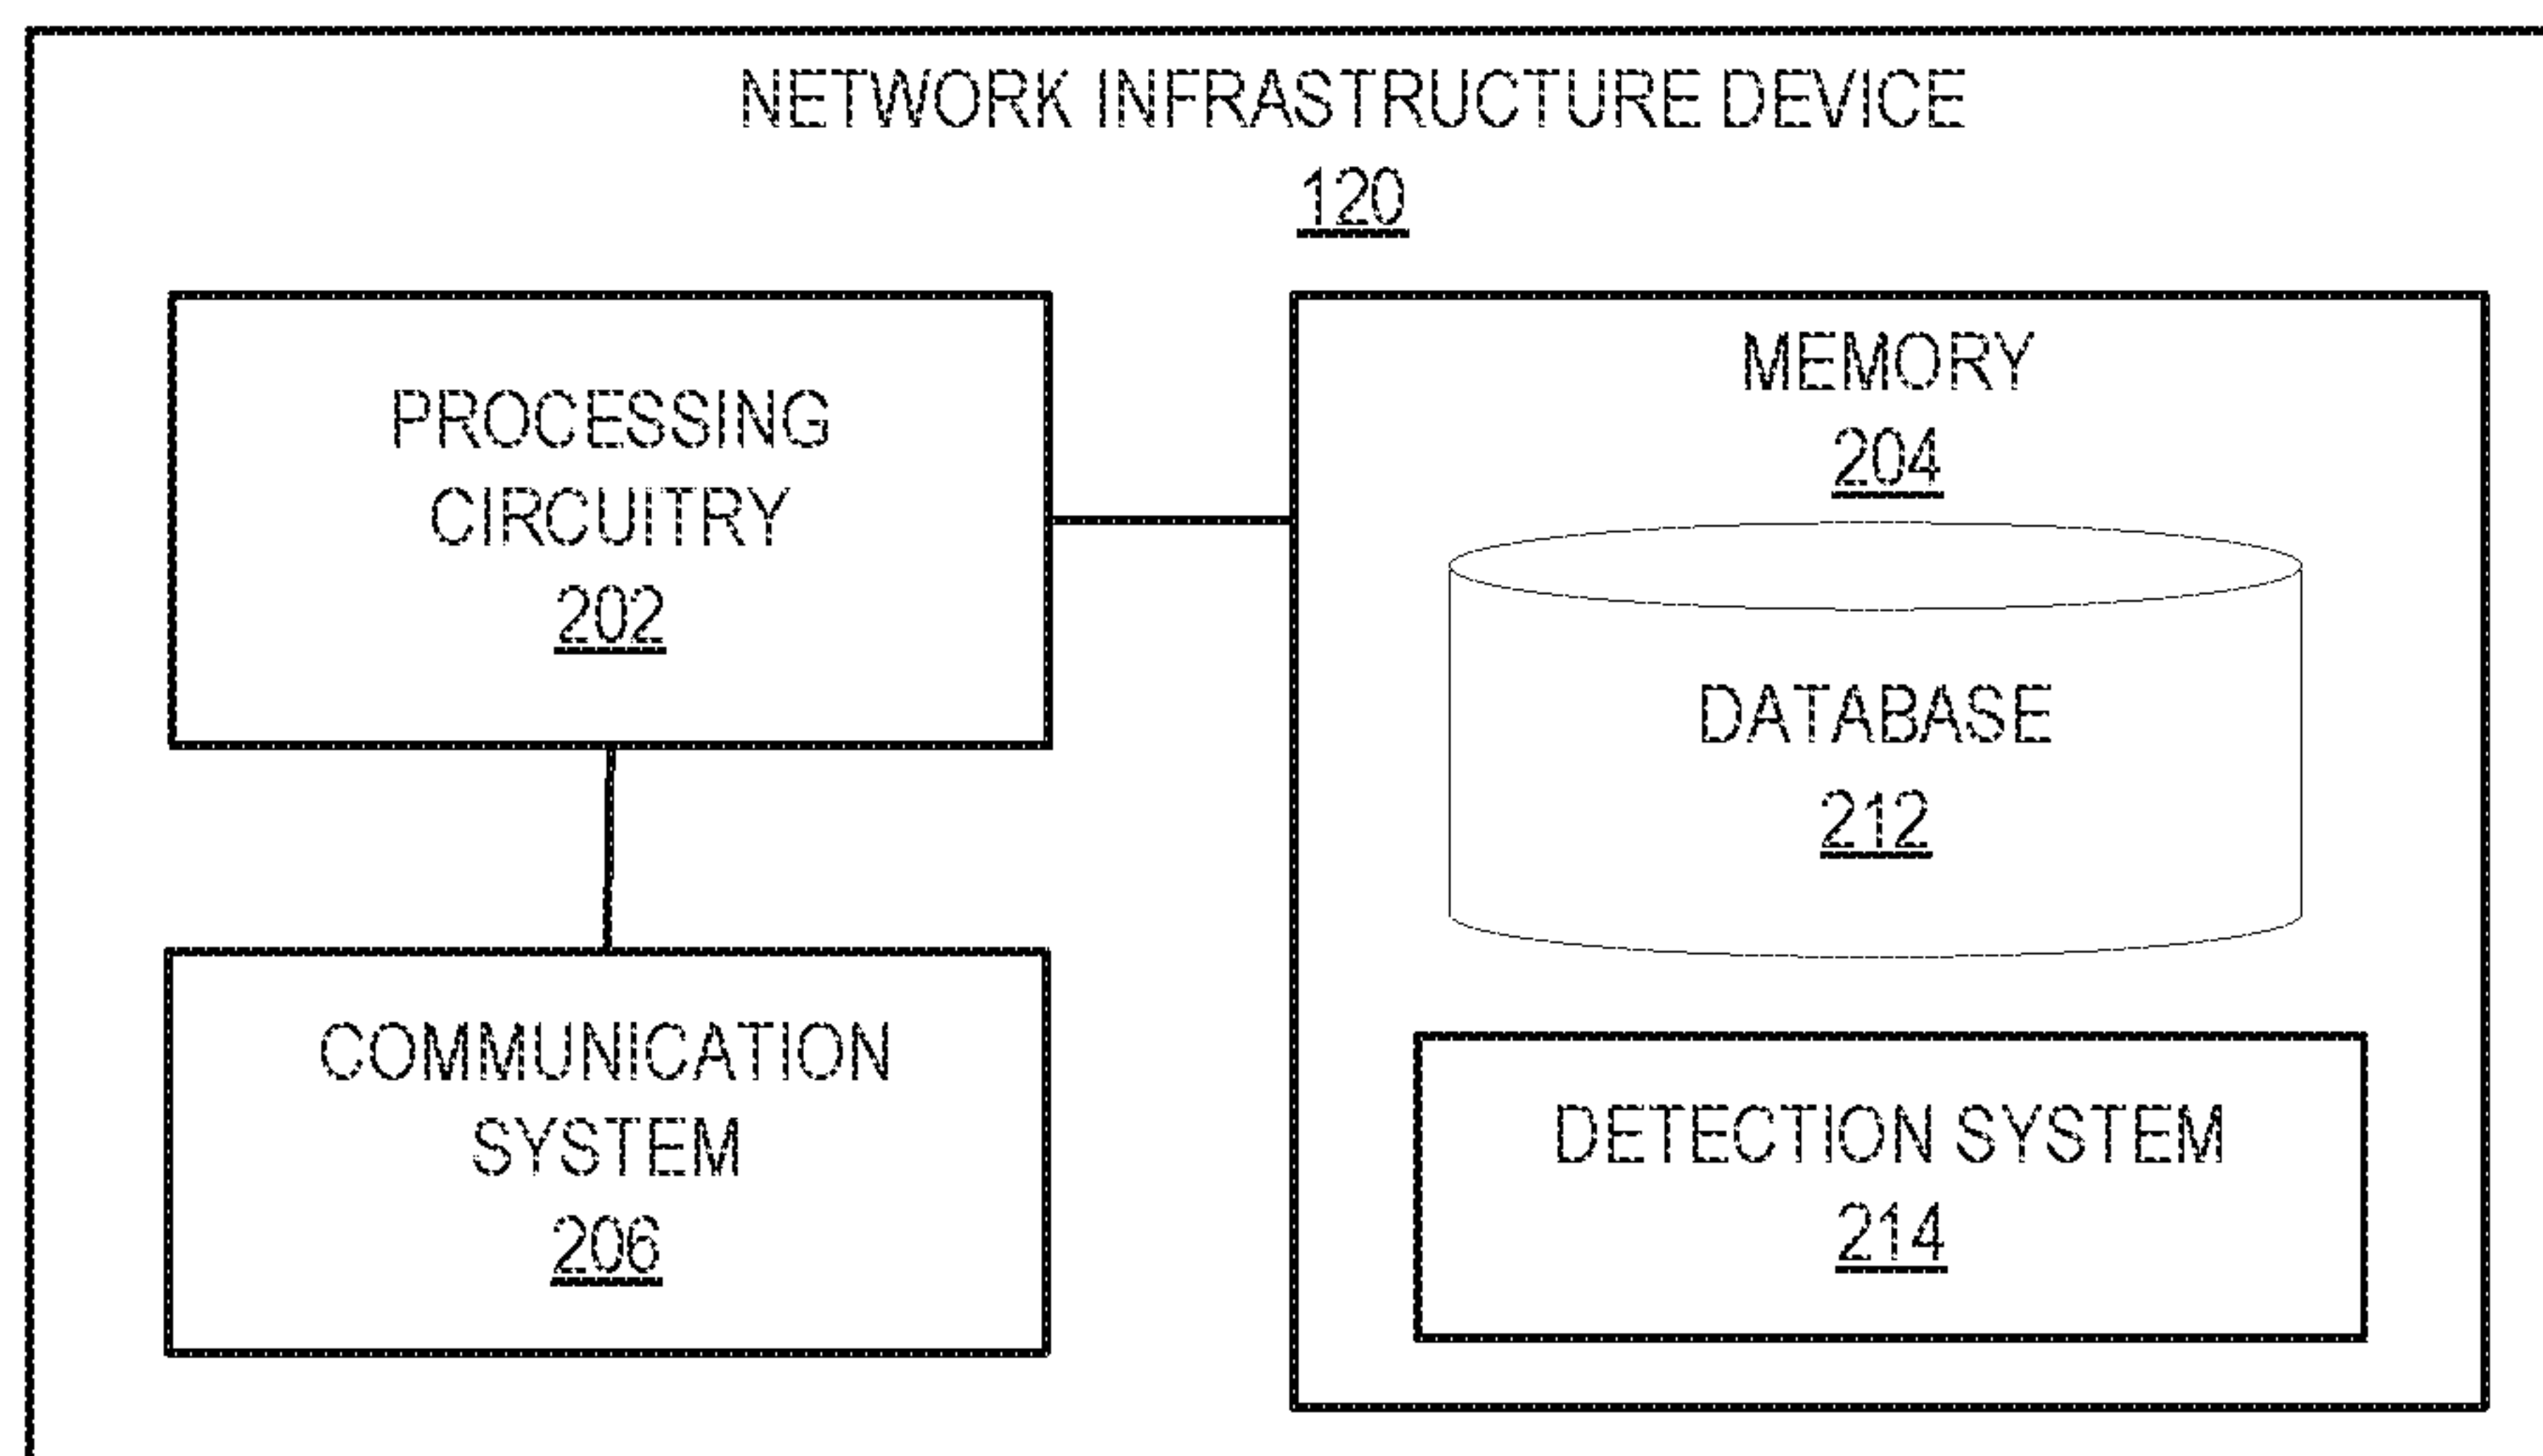 NETWORK INFRASTRUCTURE DEVICE
120
PROCESSING
CIRCUITRY
202
MEMORY
204
DATABASE
212
COMMUNICATION
SYSTEM
206
DETECTION SYSTEM
214